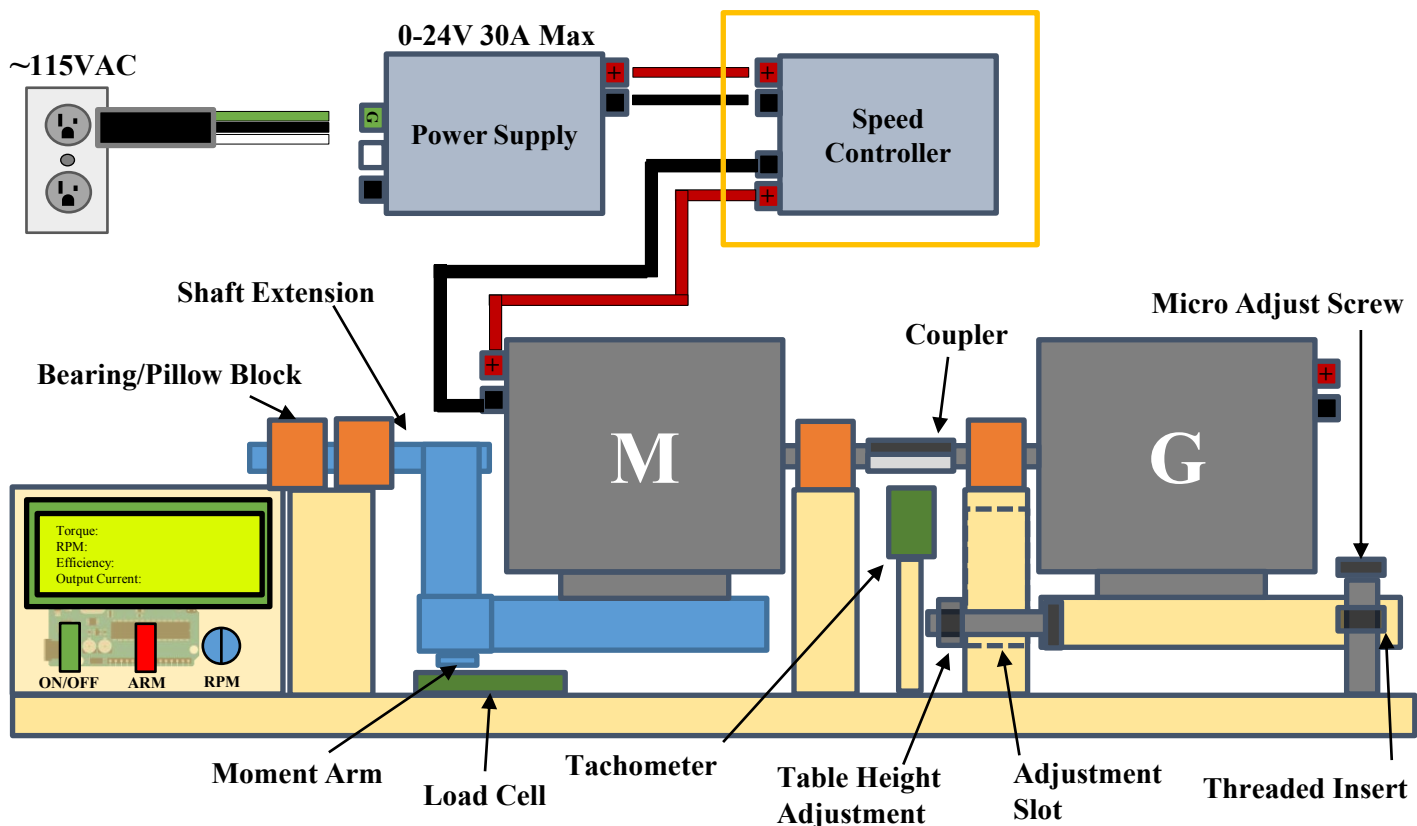 0-24V 30A Max
~115VAC
+
+
G
Power Supply
Speed
Controller
+
Shaft Extension
Micro Adjust Screw
Coupler
Bearing/Pillow Block
+
+
M
G
Torque:
RPM:
Efficiency:
Output Current:
ON/OFF
ARM
RPM
Moment Arm
Load Cell
Tachometer
Table Height
Adjustment
Adjustment
Slot
Threaded Insert